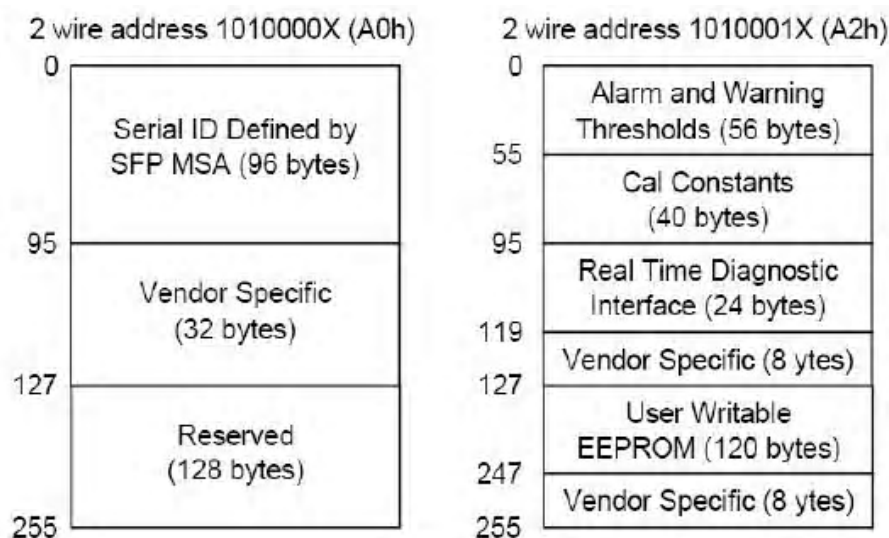 2 wire address 1010000X (A0h)
0
Serial ID Defined by
SFP MSA (96 bytes)
95
Vendor Specific
(32 bytes)
127
Reserved
(128 bytes)
255
2 wire address 1010001X (A2h)
0
Alarm and Warning
Thresholds (56 bytes)
55
Cal Constants
(40 bytes)
95
Real Time Diagnostic
Interface (24 bytes)
119
Vendor Specific (8 ytes)
127
User Writable
EEPROM (120 bytes)
247
Vendor Specific (8 ytes)
255